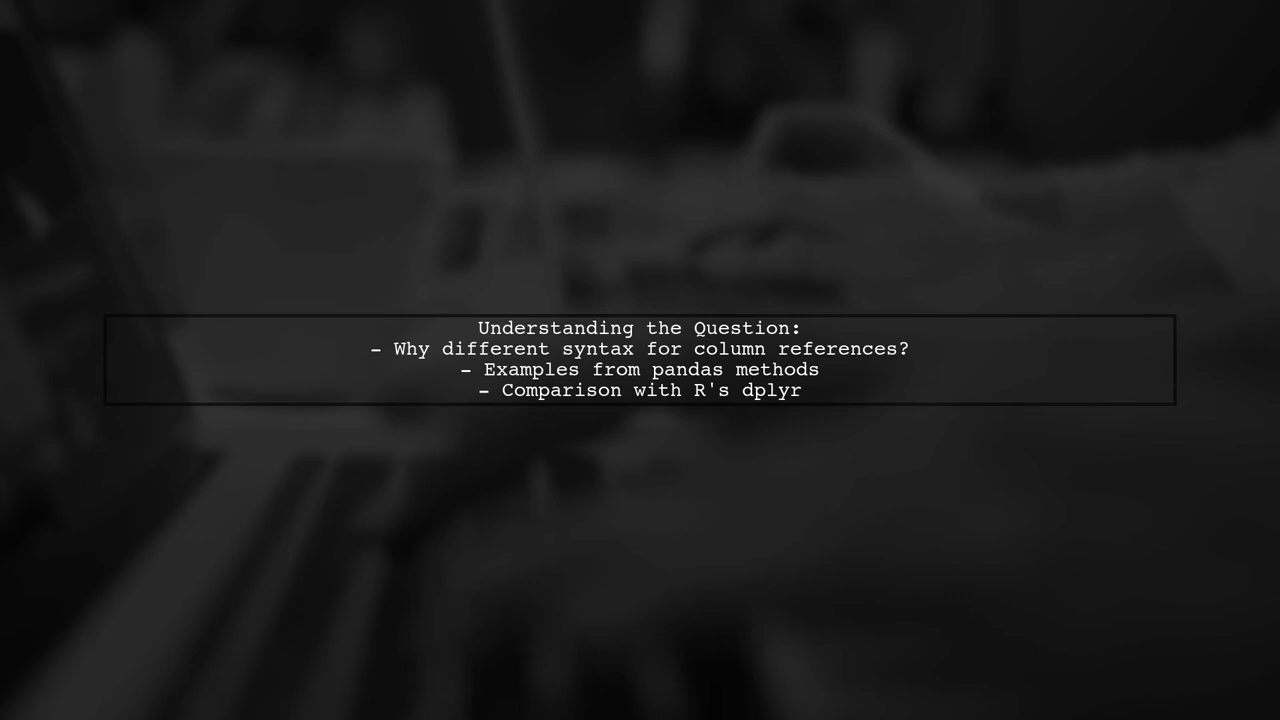 Understanding the Question:
- Why different syntax for column references?
- Examples from pandas methods
- Comparison with R's dplyr